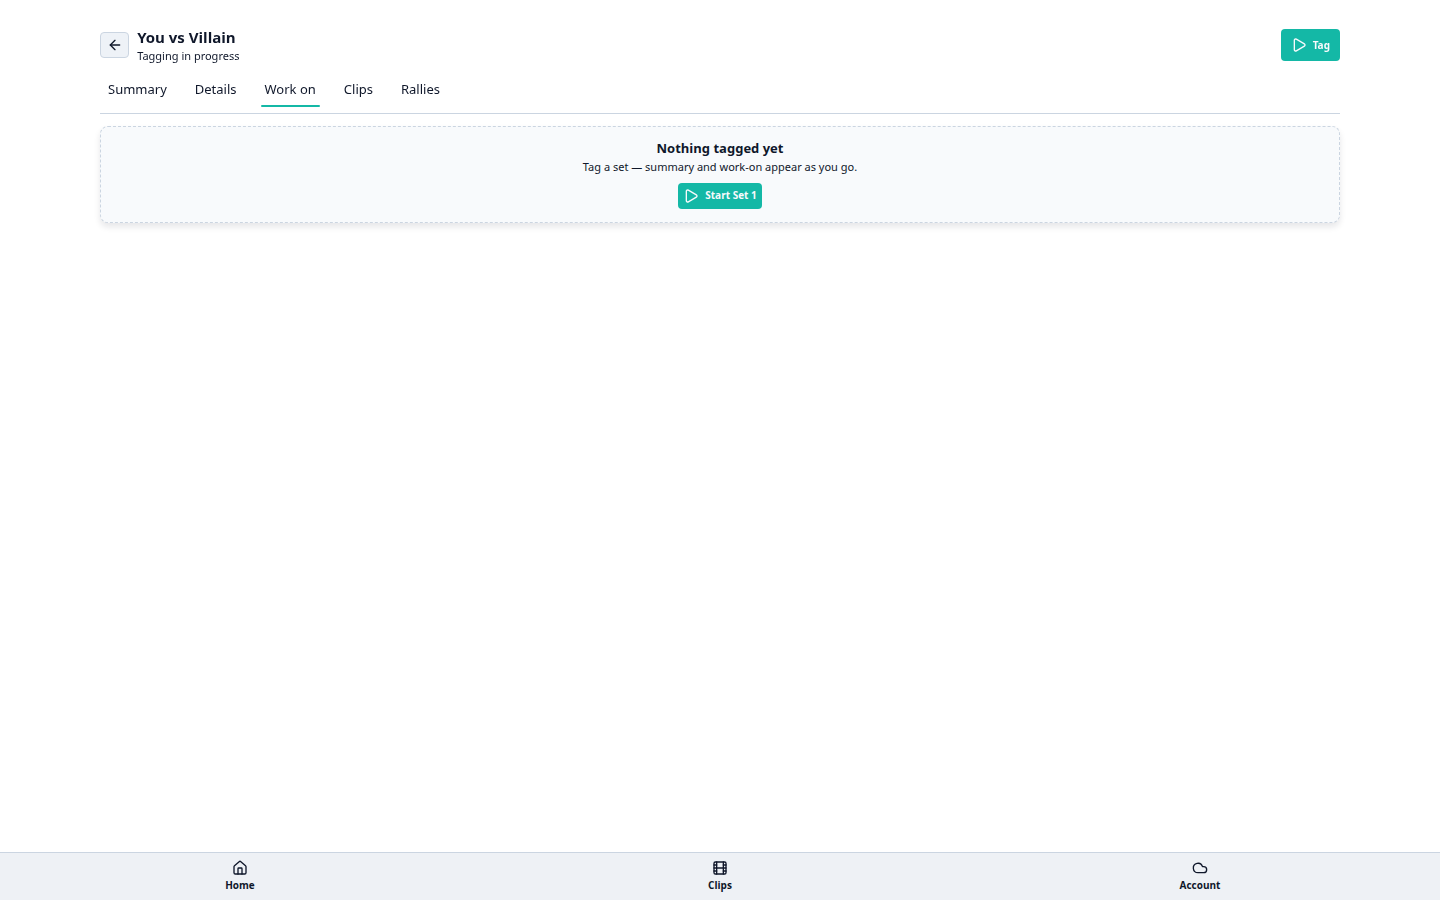 You vs Villain
Tagging in progress
Tag
Summary
Details
Work on
Clips
Rallies
Nothing tagged yet
Tag a set — summary and work-on appear as you go.
Start Set 1
Home
Clips
Account